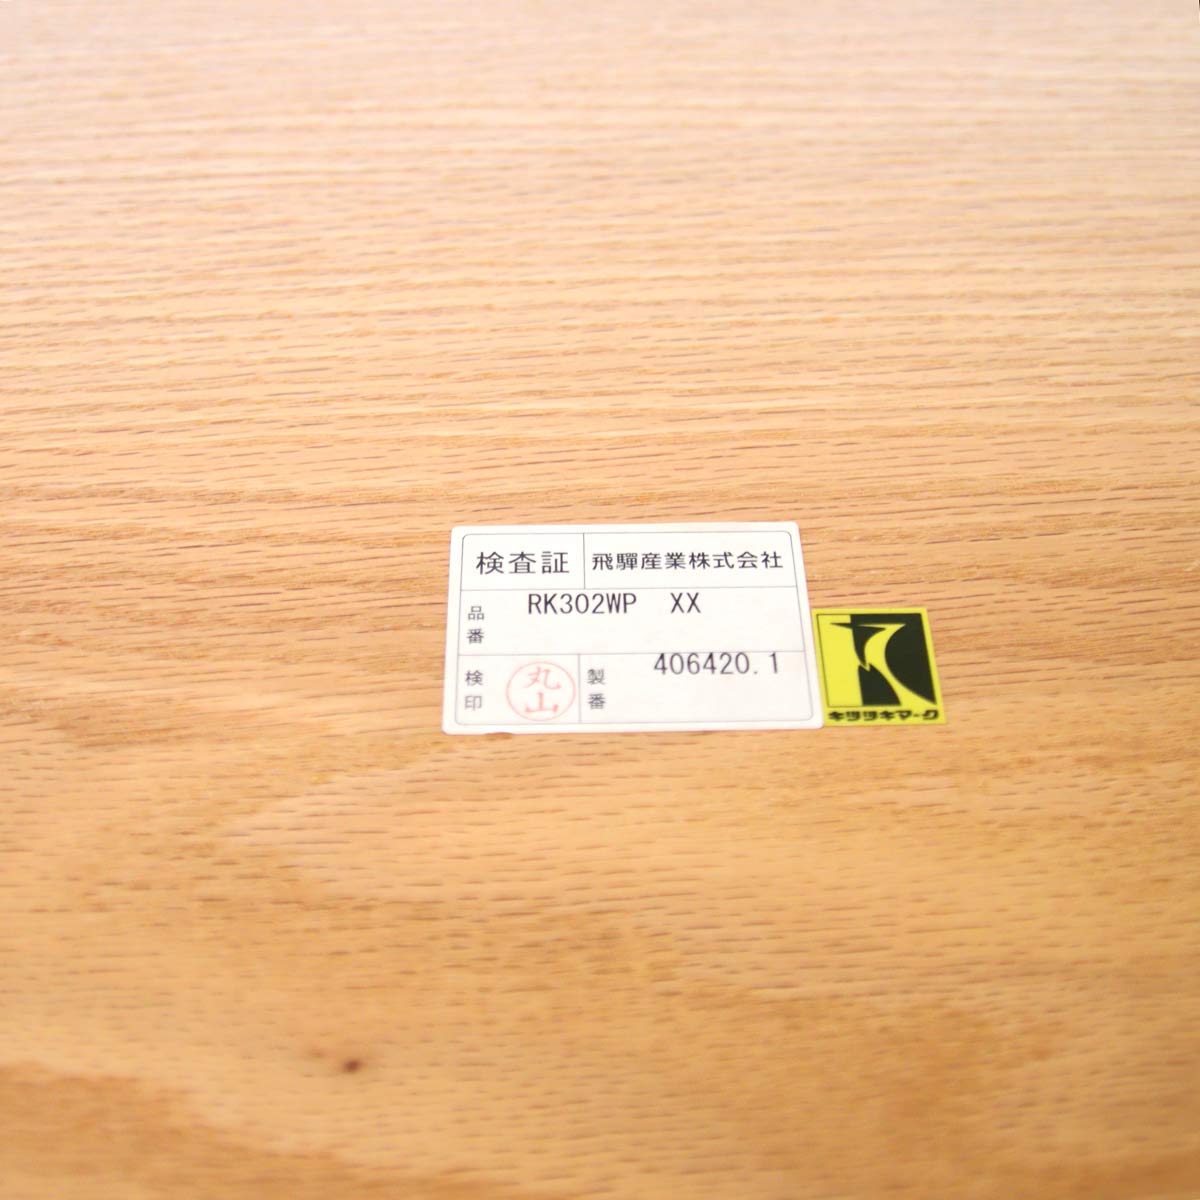 検査証 飛騨産業株式会社
品番 RK302WP XX
検印 丸山 製番 406420.1
キツツキマーク